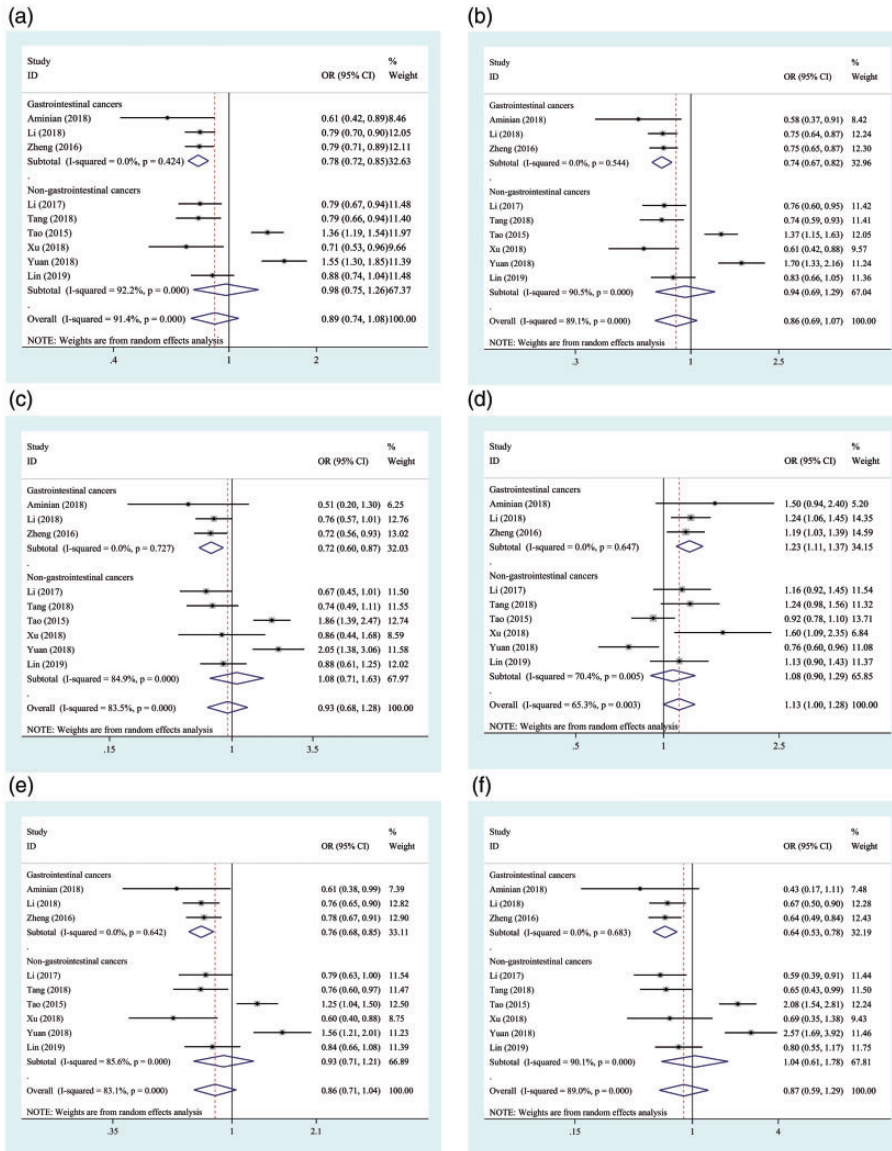 (a)
Study %
ID OR (95% CI) Weight
Gastrointestinal cancers
Aminian (2018) 0.61 (0.42, 0.89)8.46
Li (2018) 0.79 (0.70, 0.90)12.05
Zheng (2016) 0.79 (0.71, 0.89)12.11
Subtotal (I-squared = 0.0%, p = 0.424) 0.78 (0.72, 0.85)32.63
.
Non-gastrointestinal cancers
Li (2017) 0.79 (0.67, 0.94)11.48
Tang (2018) 0.79 (0.66, 0.94)11.40
Tao (2015) 1.36 (1.19, 1.54)11.97
Xu (2018) 0.71 (0.53, 0.96)9.66
Yuan (2018) 1.55 (1.30, 1.85)11.39
Lin (2019) 0.88 (0.74, 1.04)11.48
Subtotal (I-squared = 92.2%, p = 0.000) 0.98 (0.75, 1.26)67.37
.
Overall (I-squared = 91.4%, p = 0.000) 0.89 (0.74, 1.08)100.00
NOTE: Weights are from random effects analysis
.4 1 2
(b)
Study %
ID OR (95% CI) Weight
Gastrointestinal cancers
Aminian (2018) 0.58 (0.37, 0.91) 8.42
Li (2018) 0.75 (0.64, 0.87) 12.24
Zheng (2016) 0.75 (0.65, 0.87) 12.30
Subtotal (I-squared = 0.0%, p = 0.544) 0.74 (0.67, 0.82) 32.96
.
Non-gastrointestinal cancers
Li (2017) 0.76 (0.60, 0.95) 11.42
Tang (2018) 0.74 (0.59, 0.93) 11.41
Tao (2015) 1.37 (1.15, 1.63) 12.05
Xu (2018) 0.61 (0.42, 0.88) 9.57
Yuan (2018) 1.70 (1.33, 2.16) 11.24
Lin (2019) 0.83 (0.66, 1.05) 11.36
Subtotal (I-squared = 90.5%, p = 0.000) 0.94 (0.69, 1.29) 67.04
.
Overall (I-squared = 89.1%, p = 0.000) 0.86 (0.69, 1.07) 100.00
NOTE: Weights are from random effects analysis
.3 1 2.5
(c)
Study %
ID OR (95% CI) Weight
Gastrointestinal cancers
Aminian (2018) 0.51 (0.20, 1.30) 6.25
Li (2018) 0.76 (0.57, 1.01) 12.76
Zheng (2016) 0.72 (0.56, 0.93) 13.02
Subtotal (I-squared = 0.0%, p = 0.727) 0.72 (0.60, 0.87) 32.03
.
Non-gastrointestinal cancers
Li (2017) 0.67 (0.45, 1.01) 11.50
Tang (2018) 0.74 (0.49, 1.11) 11.55
Tao (2015) 1.86 (1.39, 2.47) 12.74
Xu (2018) 0.86 (0.44, 1.68) 8.59
Yuan (2018) 2.05 (1.38, 3.06) 11.58
Lin (2019) 0.88 (0.61, 1.25) 12.02
Subtotal (I-squared = 84.9%, p = 0.000) 1.08 (0.71, 1.63) 67.97
.
Overall (I-squared = 83.5%, p = 0.000) 0.93 (0.68, 1.28) 100.00
NOTE: Weights are from random effects analysis
.15 1 3.5
(d)
Study %
ID OR (95% CI) Weight
Gastrointestinal cancers
Aminian (2018) 1.50 (0.94, 2.40) 5.20
Li (2018) 1.24 (1.06, 1.45) 14.35
Zheng (2016) 1.19 (1.03, 1.39) 14.59
Subtotal (I-squared = 0.0%, p = 0.647) 1.23 (1.11, 1.37) 34.15
.
Non-gastrointestinal cancers
Li (2017) 1.16 (0.92, 1.45) 11.54
Tang (2018) 1.24 (0.98, 1.56) 11.32
Tao (2015) 0.92 (0.78, 1.10) 13.71
Xu (2018) 1.60 (1.09, 2.35) 6.84
Yuan (2018) 0.76 (0.60, 0.96) 11.08
Lin (2019) 1.13 (0.90, 1.43) 11.37
Subtotal (I-squared = 70.4%, p = 0.005) 1.08 (0.90, 1.29) 65.85
.
Overall (I-squared = 65.3%, p = 0.003) 1.13 (1.00, 1.28) 100.00
NOTE: Weights are from random effects analysis
.5 1 2.5
(e)
Study %
ID OR (95% CI) Weight
Gastrointestinal cancers
Aminian (2018) 0.61 (0.38, 0.99) 7.39
Li (2018) 0.76 (0.65, 0.90) 12.82
Zheng (2016) 0.78 (0.67, 0.91) 12.90
Subtotal (I-squared = 0.0%, p = 0.642) 0.76 (0.68, 0.85) 33.11
.
Non-gastrointestinal cancers
Li (2017) 0.79 (0.63, 1.00) 11.54
Tang (2018) 0.76 (0.60, 0.97) 11.47
Tao (2015) 1.25 (1.04, 1.50) 12.50
Xu (2018) 0.60 (0.40, 0.88) 8.75
Yuan (2018) 1.56 (1.21, 2.01) 11.23
Lin (2019) 0.84 (0.66, 1.08) 11.39
Subtotal (I-squared = 85.6%, p = 0.000) 0.93 (0.71, 1.21) 66.89
.
Overall (I-squared = 83.1%, p = 0.000) 0.86 (0.71, 1.04) 100.00
NOTE: Weights are from random effects analysis
.35 1 2.1
(f)
Study %
ID OR (95% CI) Weight
Gastrointestinal cancers
Aminian (2018) 0.43 (0.17, 1.11) 7.48
Li (2018) 0.67 (0.50, 0.90) 12.28
Zheng (2016) 0.64 (0.49, 0.84) 12.43
Subtotal (I-squared = 0.0%, p = 0.683) 0.64 (0.53, 0.78) 32.19
.
Non-gastrointestinal cancers
Li (2017) 0.59 (0.39, 0.91) 11.44
Tang (2018) 0.65 (0.43, 0.99) 11.50
Tao (2015) 2.08 (1.54, 2.81) 12.24
Xu (2018) 0.69 (0.35, 1.38) 9.43
Yuan (2018) 2.57 (1.69, 3.92) 11.46
Lin (2019) 0.80 (0.55, 1.17) 11.75
Subtotal (I-squared = 90.1%, p = 0.000) 1.04 (0.61, 1.78) 67.81
.
Overall (I-squared = 89.0%, p = 0.000) 0.87 (0.59, 1.29) 100.00
NOTE: Weights are from random effects analysis
.15 1 4